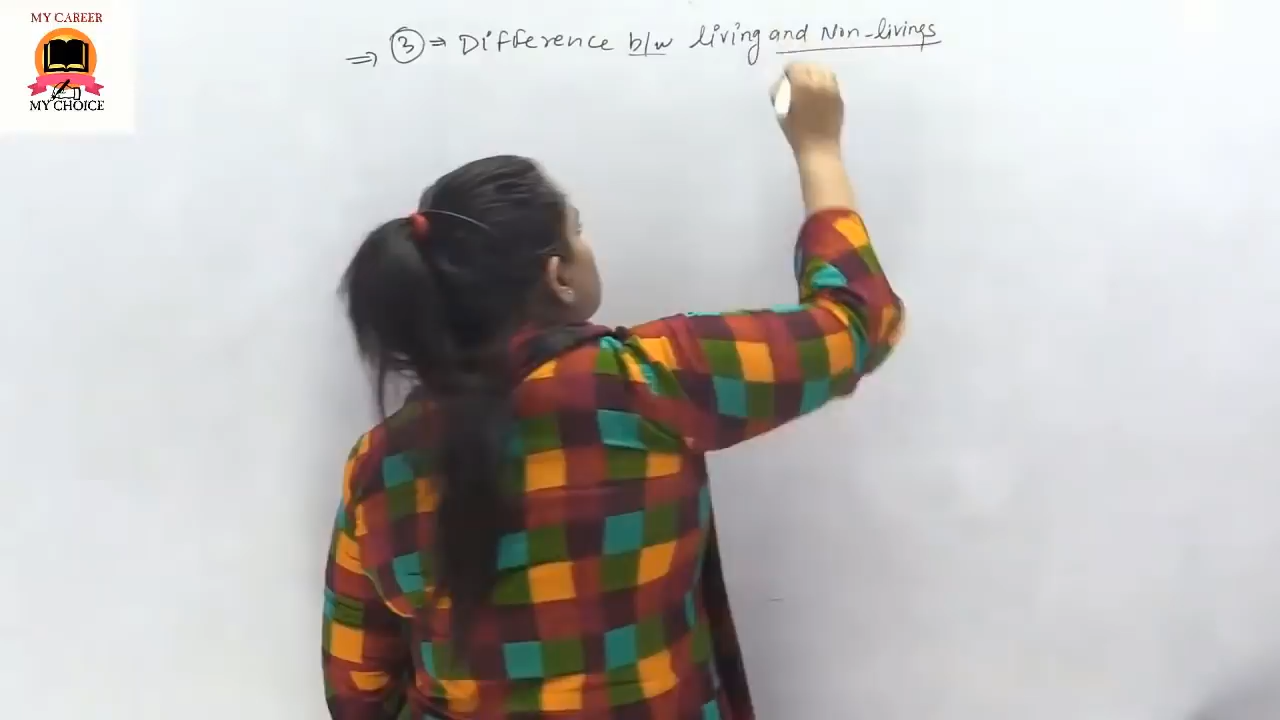 MY CAREER
MY CHOICE
⇒ ③ ⇒ Difference b/w living and Non-livings